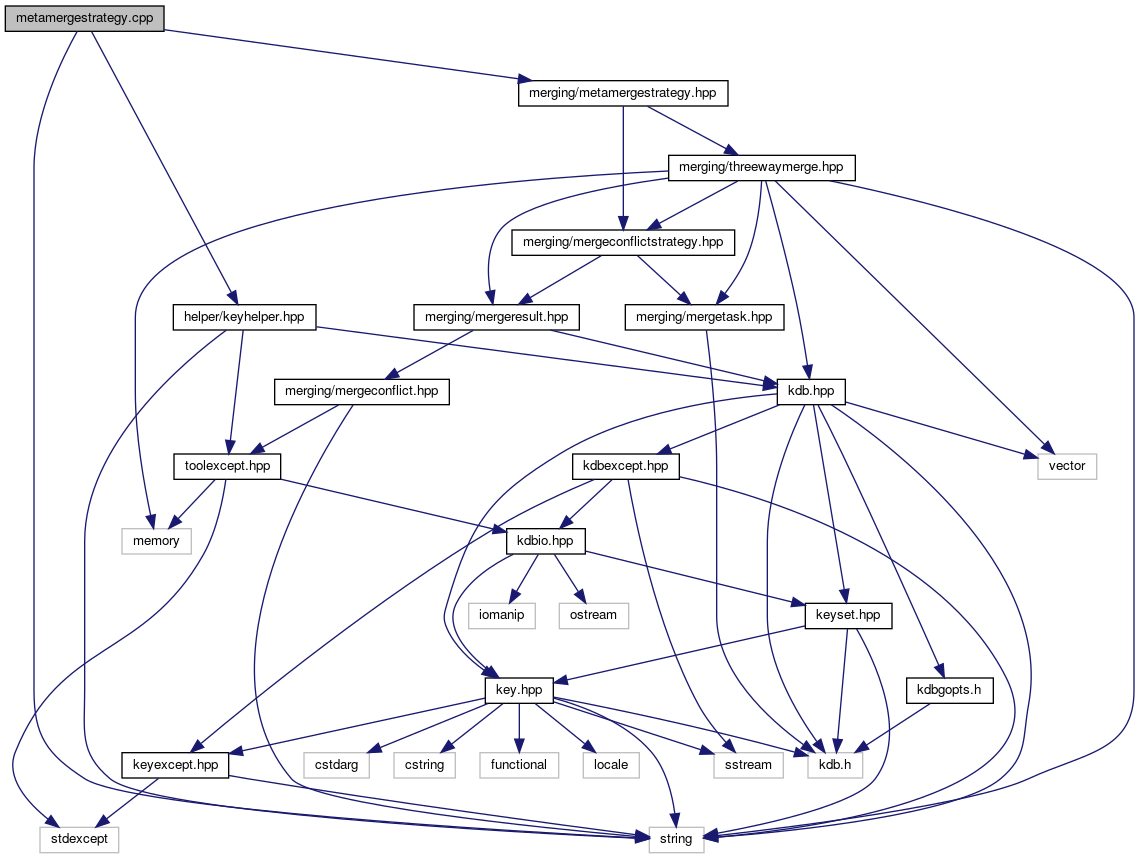 metamergestrategy.cpp
merging/metamergestrategy.hpp
merging/threewaymerge.hpp
merging/mergeconflictstrategy.hpp
helper/keyhelper.hpp
merging/mergeresult.hpp
merging/mergetask.hpp
merging/mergeconflict.hpp
kdb.hpp
toolexcept.hpp
kdbexcept.hpp
vector
memory
kdbio.hpp
iomanip
ostream
keyset.hpp
key.hpp
kdbgopts.h
keyexcept.hpp
cstdarg
cstring
functional
locale
sstream
kdb.h
stdexcept
string